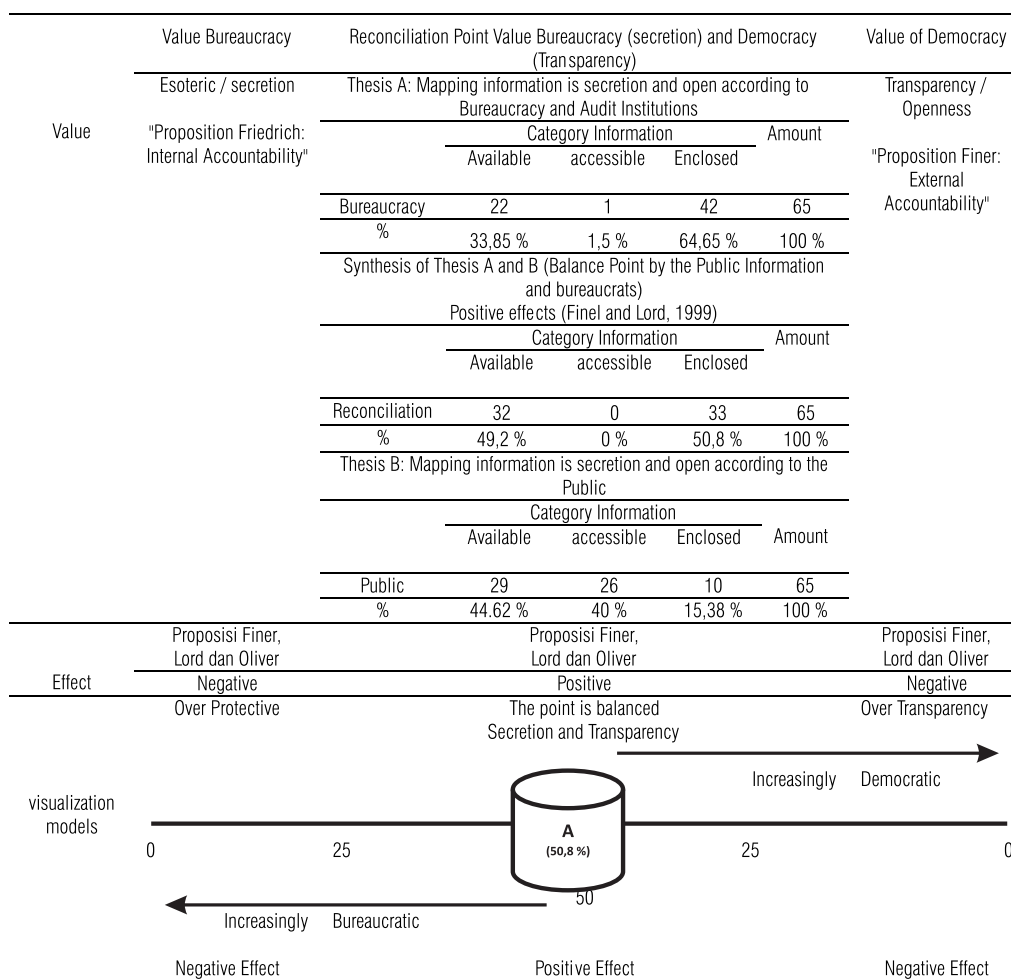 Value Bureaucracy
Reconciliation Point Value Bureaucracy (secretion) and Democracy
(Transparency)
Value of Democracy
Value
Esoteric / secretion
"Proposition Friedrich:
Internal Accountability"
Thesis A: Mapping information is secretion and open according to
Bureaucracy and Audit Institutions
Category Information Amount
Available accessible Enclosed
Bureaucracy 22 1 42 65
% 33,85 % 1,5 % 64,65 % 100 %
Synthesis of Thesis A and B (Balance Point by the Public Information
and bureaucrats)
Positive effects (Finel and Lord, 1999)
Category Information Amount
Available accessible Enclosed
Reconciliation 32 0 33 65
% 49,2 % 0 % 50,8 % 100 %
Thesis B: Mapping information is secretion and open according to the
Public
Category Information
Available accessible Enclosed Amount
Public 29 26 10 65
% 44.62 % 40 % 15,38 % 100 %
Transparency /
Openness
"Proposition Finer:
External
Accountability"
Effect
Proposisi Finer,
Lord dan Oliver
Proposisi Finer,
Lord dan Oliver
Proposisi Finer,
Lord dan Oliver
Negative Positive Negative
visualization
models
Over Protective
The point is balanced
Secretion and Transparency
Over Transparency
Increasingly Democratic
A
(50,8 %)
0 25 25 0
50
Increasingly Bureaucratic
Negative Effect Positive Effect Negative Effect